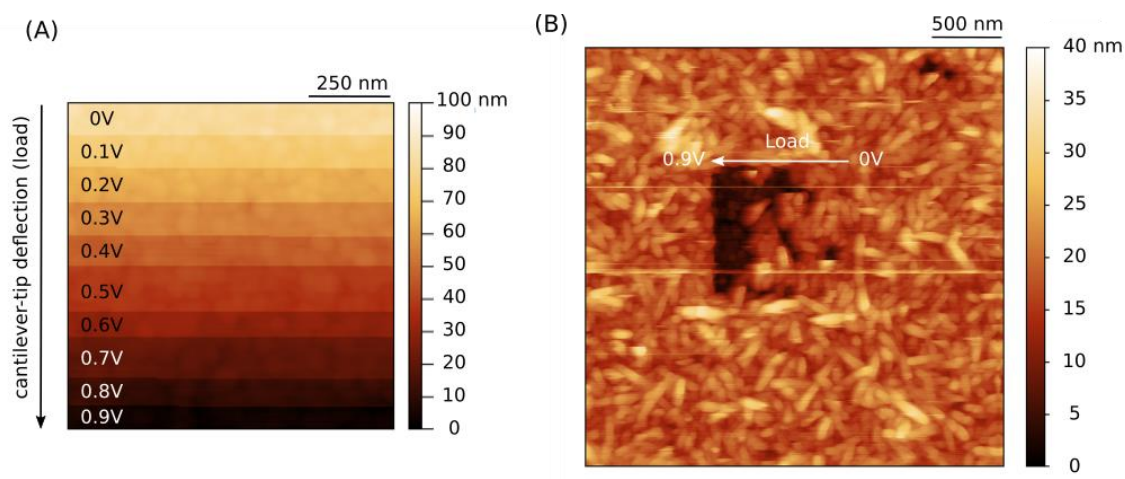 (A)
250 nm
cantilever-tip deflection (load)
0V
0.1V
0.2V
0.3V
0.4V
0.5V
0.6V
0.7V
0.8V
0.9V
100 nm
90
80
70
60
50
40
30
20
10
0
(B)
500 nm
Load
0.9V
0V
40 nm
35
30
25
20
15
10
5
0